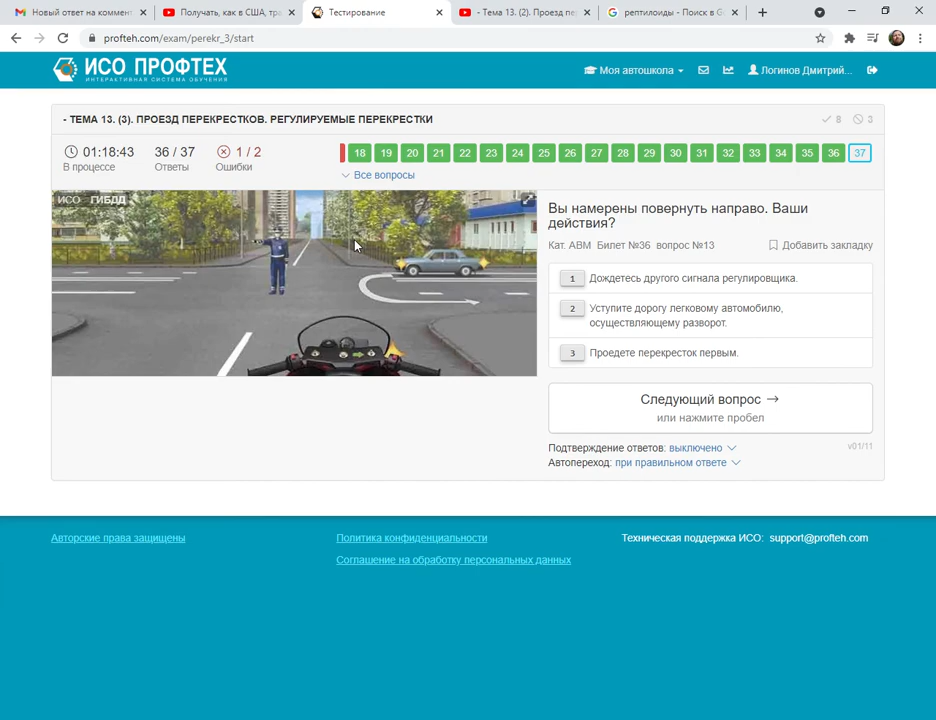 Новый ответ на коммент
Получать, как в США, тра
Тестирование
- Тема 13. (2). Проезд пе
рептилоиды - Поиск в G
profteh.com/exam/perekr_3/start
ИСО ПРОФТЕХ
ИНТЕРАКТИВНАЯ СИСТЕМА ОБУЧЕНИЯ
Моя автошкола
Логинов Дмитрий...
- ТЕМА 13. (3). ПРОЕЗД ПЕРЕКРЕСТКОВ. РЕГУЛИРУЕМЫЕ ПЕРЕКРЕСТКИ
8
3
01:18:43
В процессе
36 / 37
Ответы
1 / 2
Ошибки
18 19 20 21 22 23 24 25 26 27 28 29 30 31 32 33 34 35 36 37
Все вопросы
ИСО ГИБДД
Вы намерены повернуть направо. Ваши
действия?
Кат. АВМ Билет №36 вопрос №13
Добавить закладку
1 Дождетесь другого сигнала регулировщика.
2 Уступите дорогу легковому автомобилю,
осуществляющему разворот.
3 Проедете перекресток первым.
Следующий вопрос →
или нажмите пробел
Подтверждение ответов: выключено
v01/11
Автопереход: при правильном ответе
Авторские права защищены
Политика конфиденциальности
Соглашение на обработку персональных данных
Техническая поддержка ИСО: support@profteh.com